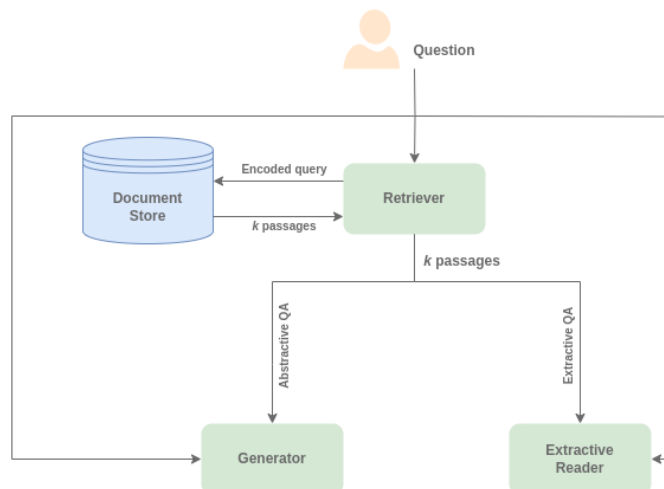 Question
Encoded query
Document
Store
Retriever
k passages
k passages
Abstractive QA
Extractive QA
Generator
Extractive
Reader